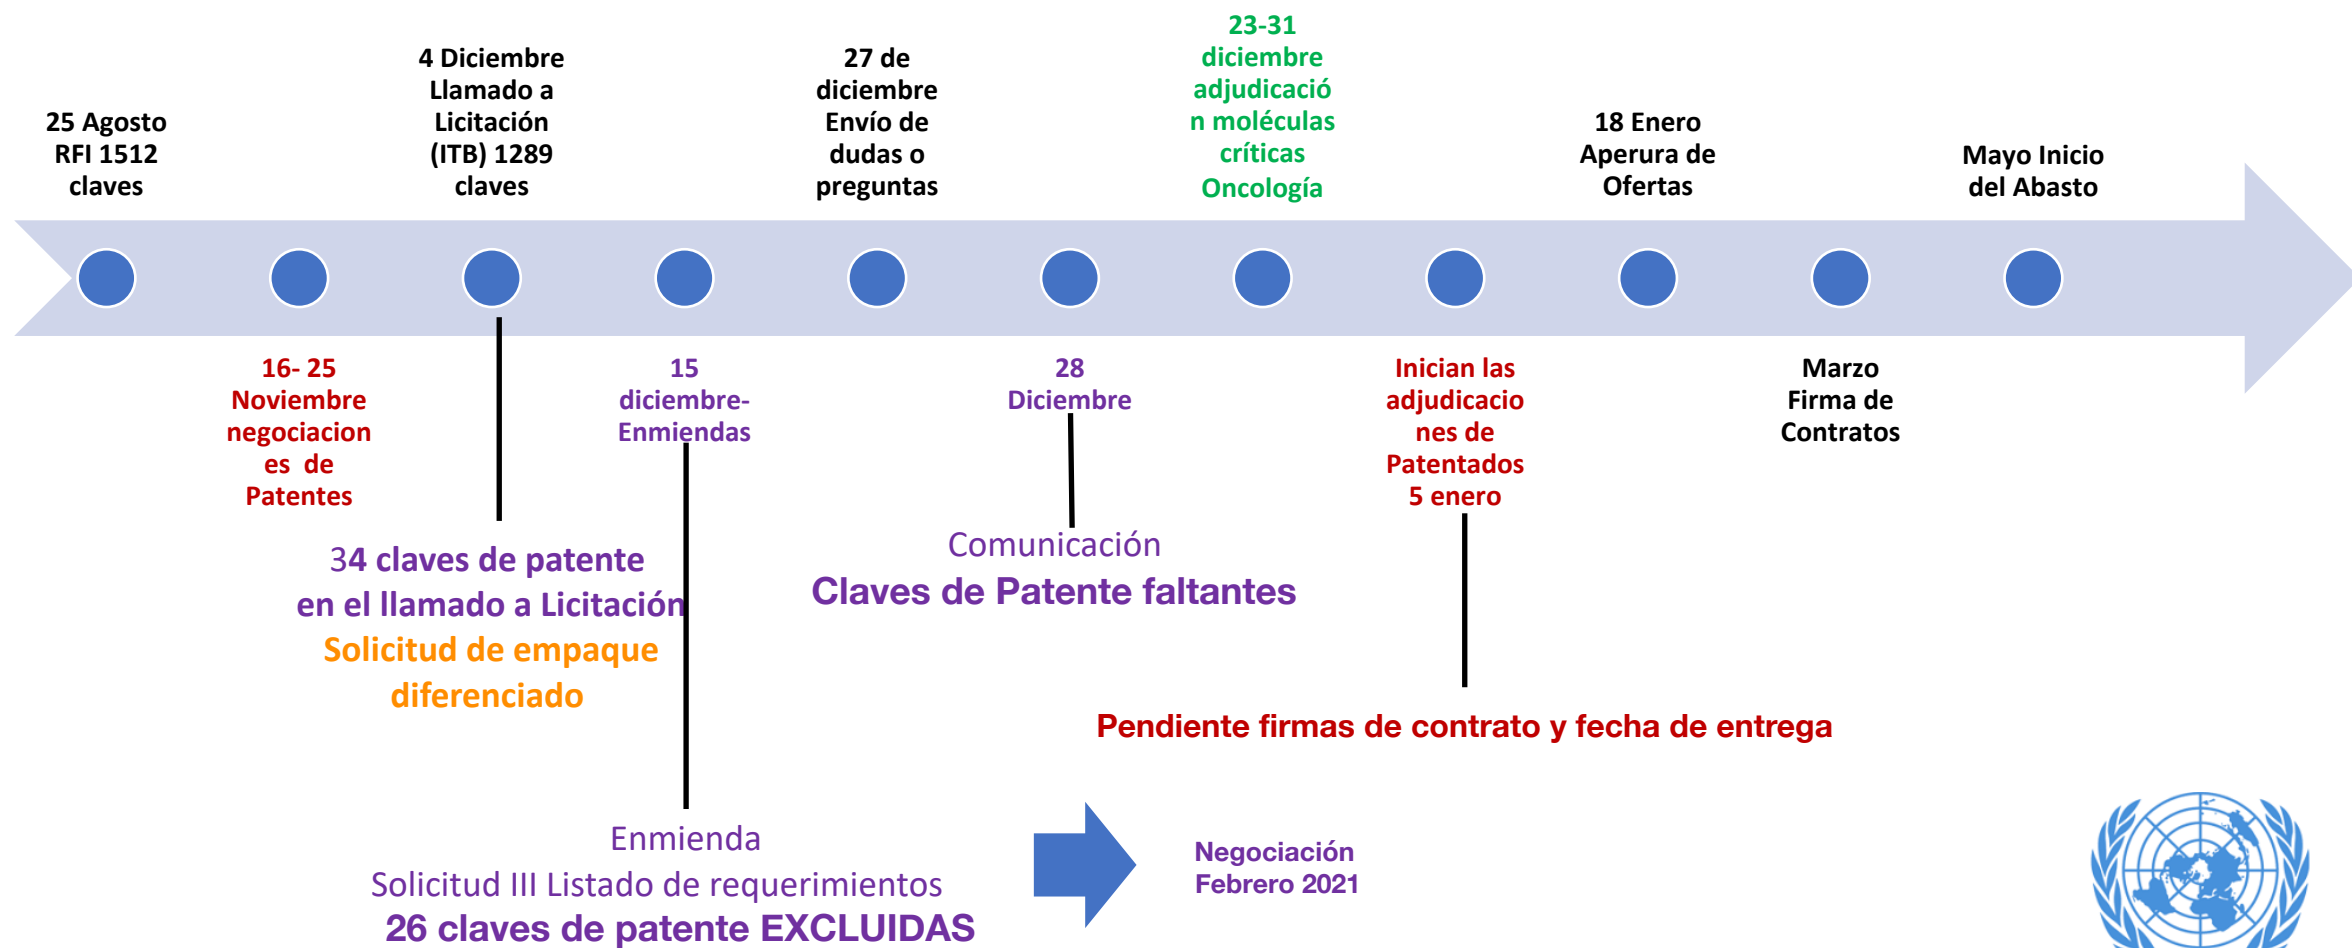 25 Agosto
RFI 1512
claves
16- 25
Noviembre
negociacion
es  de
Patentes
4 Diciembre
Llamado a
Licitación
(ITB) 1289
claves
34 claves de patente
en el llamado a Licitación
Solicitud de empaque
diferenciado
15
diciembre-
Enmiendas
Enmienda
Solicitud III Listado de requerimientos
26 claves de patente EXCLUIDAS
Negociación
Febrero 2021
27 de
diciembre
Envío de
dudas o
preguntas
28
Diciembre
Comunicación
Claves de Patente faltantes
23-31
diciembre
adjudicació
n moléculas
críticas
Oncología
Inician las
adjudicacio
nes de
Patentados
5 enero
Pendiente firmas de contrato y fecha de entrega
18 Enero
Aperura de
Ofertas
Marzo
Firma de
Contratos
Mayo Inicio
del Abasto